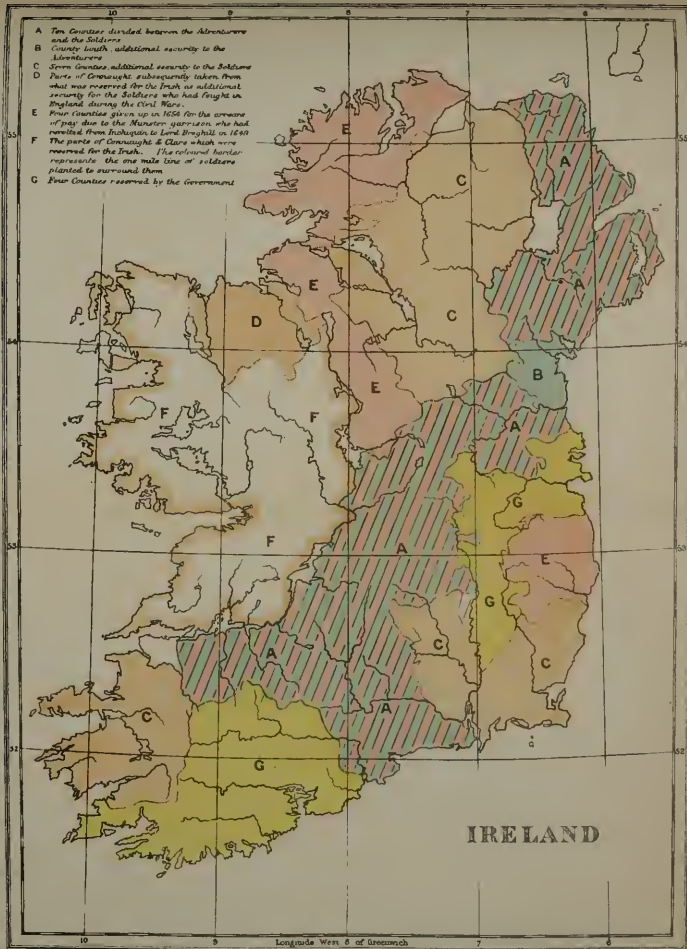 10 9 8 7 6
A Ten Counties divided between the Adventurers
and the Soldiers
B County Louth, additional security to the
Adventurers
C Seven Counties, additional security to the Soldiers
D Parts of Connaught subsequently taken from
what was reserved for the Irish as additional
security for the Soldiers who had fought in
England during the Civil Wars.
E Four Counties given up in 1654 for the arrears
of pay due to the Munster garrison who had
revolted from Inchiquin to Lord Broghill in 1649
F The parts of Connaught & Clare which were
reserved for the Irish. The coloured border
represents the one mile line of soldiers
planted to surround them
G Four Counties reserved by the Government
55 55
E
A
C
E
A
D
C
54 54
B
E
F
F
A
G
F
A
E
53 53
G
C
A
C
A
C
G
52 52
IRELAND
10 9 8 7 6
Longitude West of Greenwich